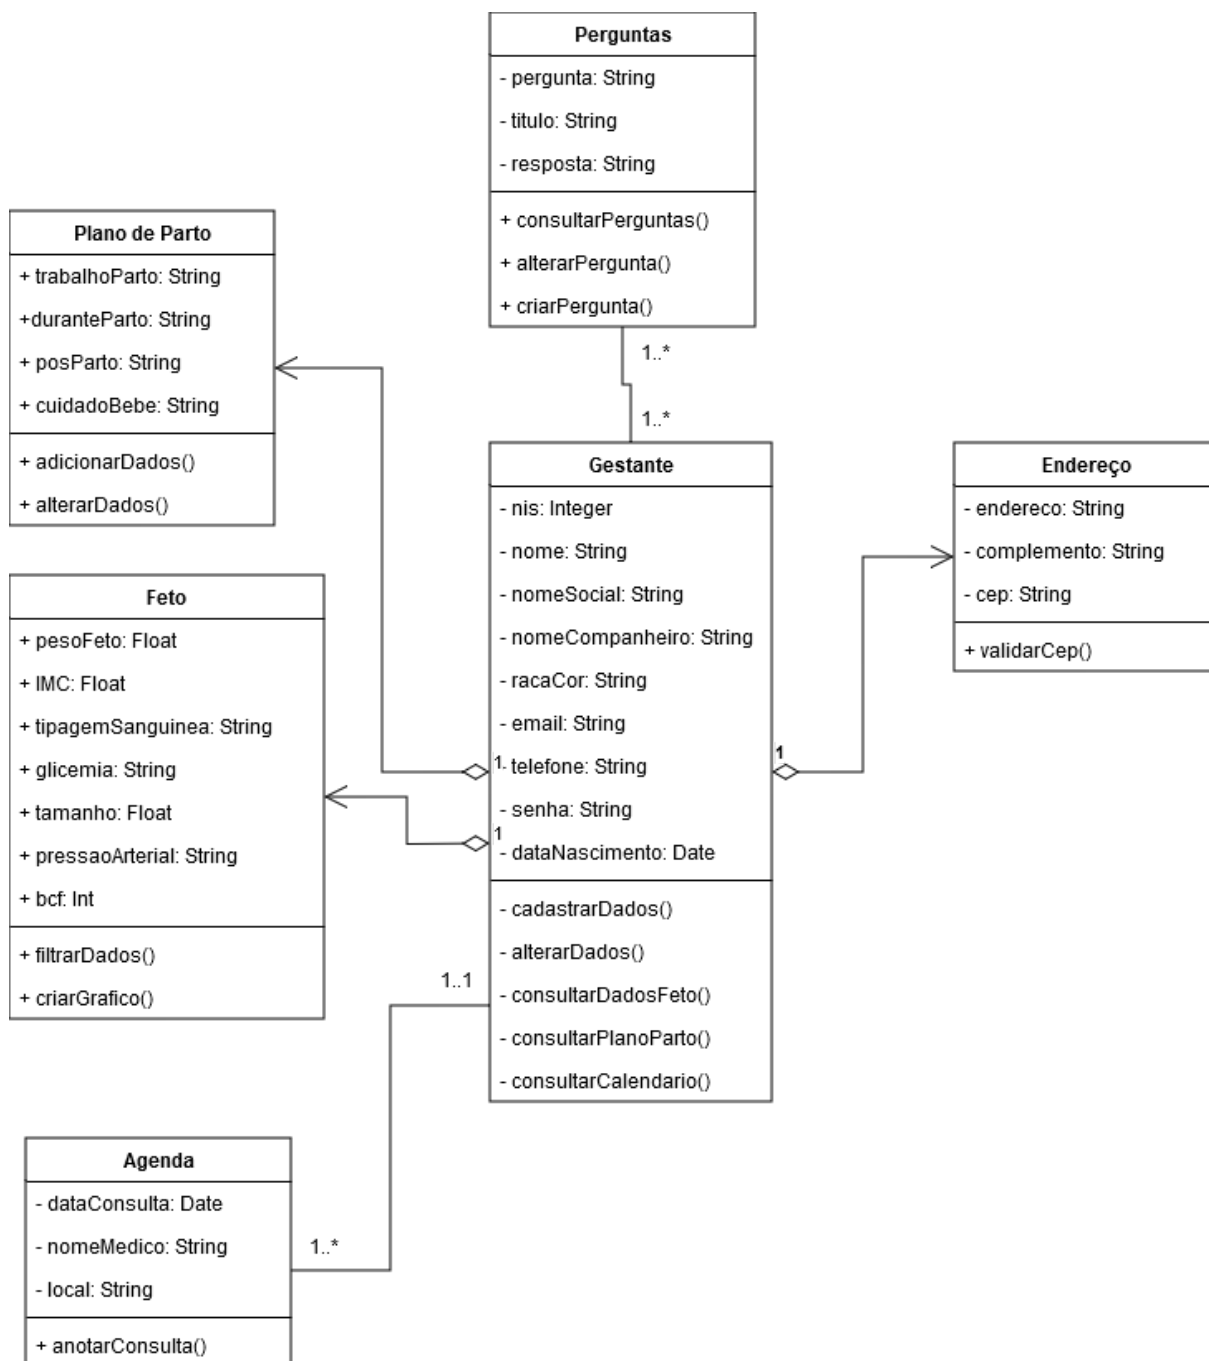 Perguntas
- pergunta: String
- titulo: String
- resposta: String
+ consultarPerguntas()
+ alterarPergunta()
+ criarPergunta()
1..*
1..*
Plano de Parto
+ trabalhoParto: String
+duranteParto: String
+ posParto: String
+ cuidadoBebe: String
+ adicionarDados()
+ alterarDados()
Feto
+ pesoFeto: Float
+ IMC: Float
+ tipagemSanguinea: String
+ glicemia: String
+ tamanho: Float
+ pressaoArterial: String
+ bcf: Int
+ filtrarDados()
+ criarGrafico()
Gestante
- nis: Integer
- nome: String
- nomeSocial: String
- nomeCompanheiro: String
- racaCor: String
- email: String
- telefone: String
- senha: String
- dataNascimento: Date
- cadastrarDados()
- alterarDados()
- consultarDadosFeto()
- consultarPlanoParto()
- consultarCalendario()
1
1
1
Endereço
- endereco: String
- complemento: String
- cep: String
+ validarCep()
1..1
1..*
Agenda
- dataConsulta: Date
- nomeMedico: String
- local: String
+ anotarConsulta()